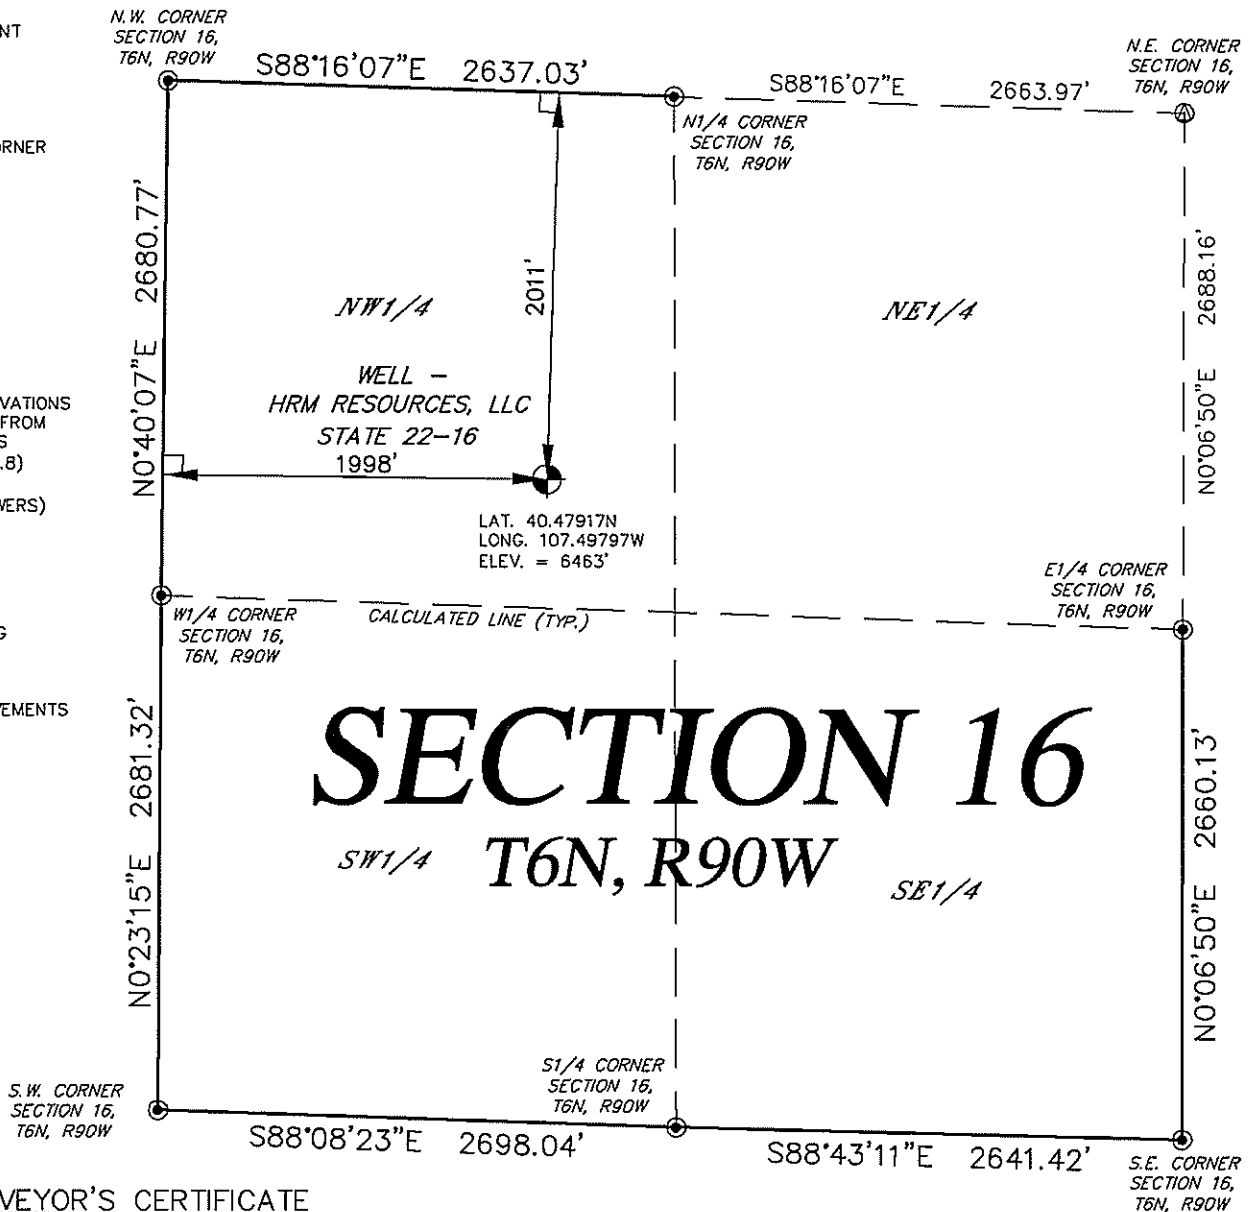 N.W. CORNER
SECTION 16,
T6N, R90W
NT
S88°16'07"E 2637.03'
S88°16'07"E 2663.97'
N.E. CORNER
SECTION 16,
T6N, R90W
N1/4 CORNER
SECTION 16,
T6N, R90W
ORNER
N0°40'07"E 2680.77'
2011'
N0°06'50"E 2688.16'
NW1/4
NE1/4
WELL –
HRM RESOURCES, LLC
STATE 22–16
1998'
VATIONS
FROM
S
.8)
WERS)
LAT. 40.47917N
LONG. 107.49797W
ELEV. = 6463'
E1/4 CORNER
SECTION 16,
T6N, R90W
W1/4 CORNER
SECTION 16,
T6N, R90W
CALCULATED LINE (TYP.)
G
VEMENTS
N0°23'15"E 2681.32'
SECTION 16
T6N, R90W
SW1/4
SE1/4
N0°06'50"E 2660.13'
S1/4 CORNER
SECTION 16,
T6N, R90W
S.W. CORNER
SECTION 16,
T6N, R90W
S88°08'23"E 2698.04'
S88°43'11"E 2641.42'
S.E. CORNER
SECTION 16,
T6N, R90W
VEYOR'S CERTIFICATE